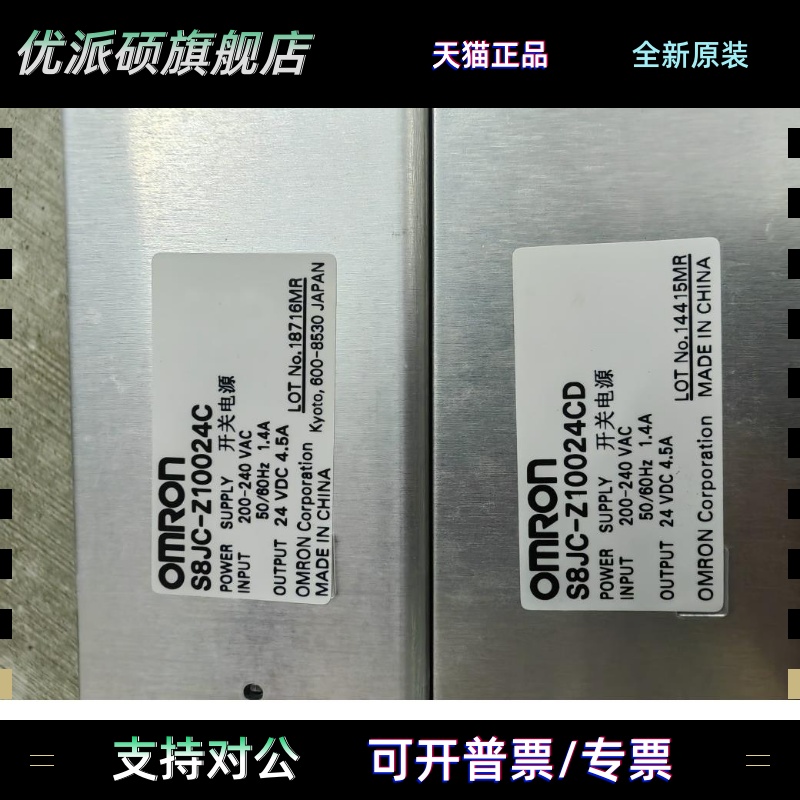 优派硕旗舰店
天猫正品
全新原装
OMRON
S8JC-Z10024C
POWER SUPPLY 开关电源
INPUT 200-240 VAC
50/60Hz 1.4A
OUTPUT 24 VDC 4.5A
LOT No.18716MR
OMRON Corporation Kyoto, 600-8530 JAPAN
MADE IN CHINA
OMRON
S8JC-Z10024CD
POWER SUPPLY 开关电源
INPUT 200-240 VAC
50/60Hz 1.4A
OUTPUT 24 VDC 4.5A
LOT No.14415MR
OMRON Corporation MADE IN CHINA
支持对公
可开普票/专票